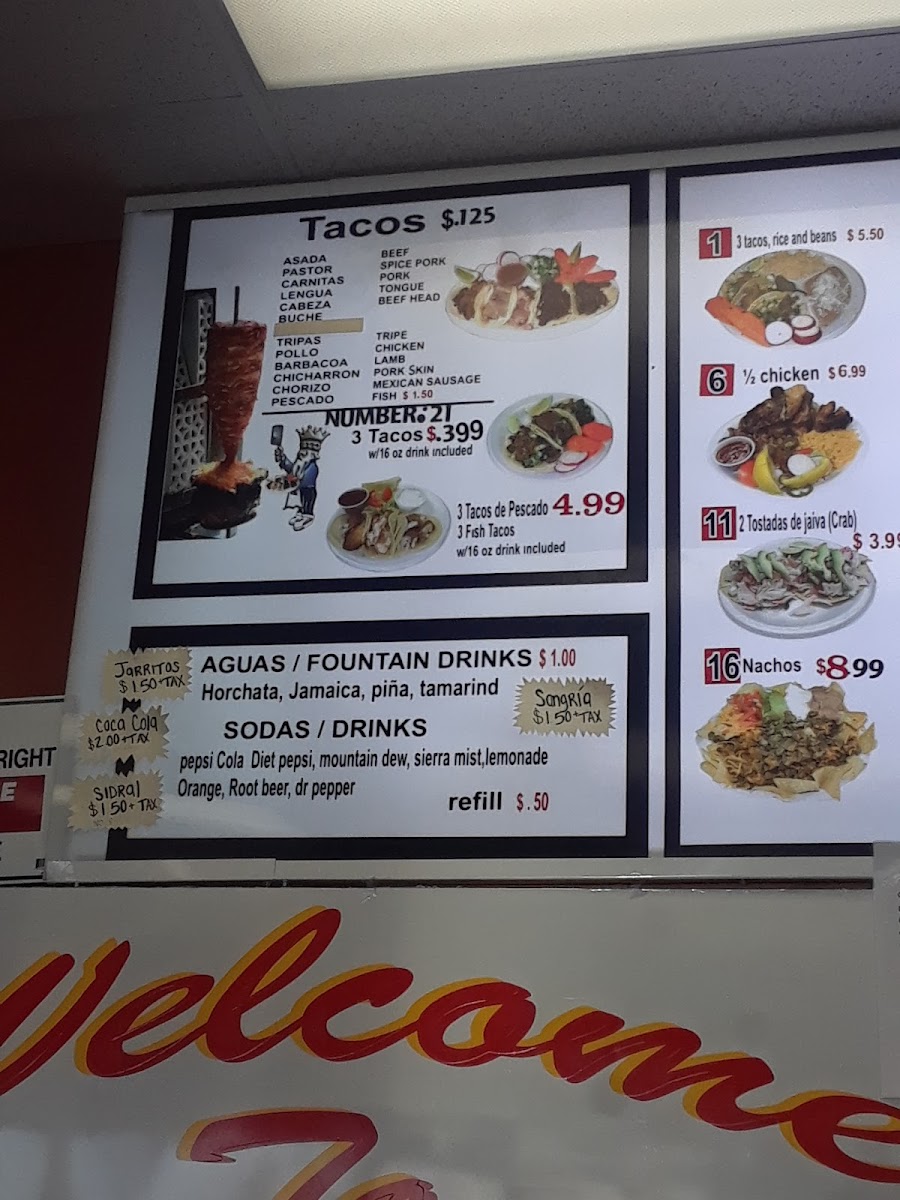 Tacos $.125
ASADA
PASTOR
CARNITAS
LENGUA
CABEZA
BUCHE
TRIPAS
POLLO
BARBACOA
CHICHARRON
CHORIZO
PESCADO
BEEF
SPICE PORK
PORK
TONGUE
BEEF HEAD
TRIPE
CHICKEN
LAMB
PORK SKIN
MEXICAN SAUSAGE
FISH $ 1.50
NUMBER: 21
3 Tacos $.399
w/16 oz drink included
3 Tacos de Pescado 4.99
3 Fish Tacos
w/16 oz drink included
JARRITOS
$1.50+TAX
Coca Cola
$2.00+TAX
SIDRAl
$1.50+TAX
AGUAS / FOUNTAIN DRINKS $ 1.00
Horchata, Jamaica, piña, tamarind
Sangría
$1.50+TAX
SODAS / DRINKS
pepsi Cola Diet pepsi, mountain dew, sierra mist,lemonade
Orange, Root beer, dr pepper
refill $.50
1 3 tacos, rice and beans $ 5.50
6 ½ chicken $6.99
11 2 Tostadas de jaiva (Crab)
$ 3.99
16 Nachos $8.99
RIGHT
E
Welcome
To